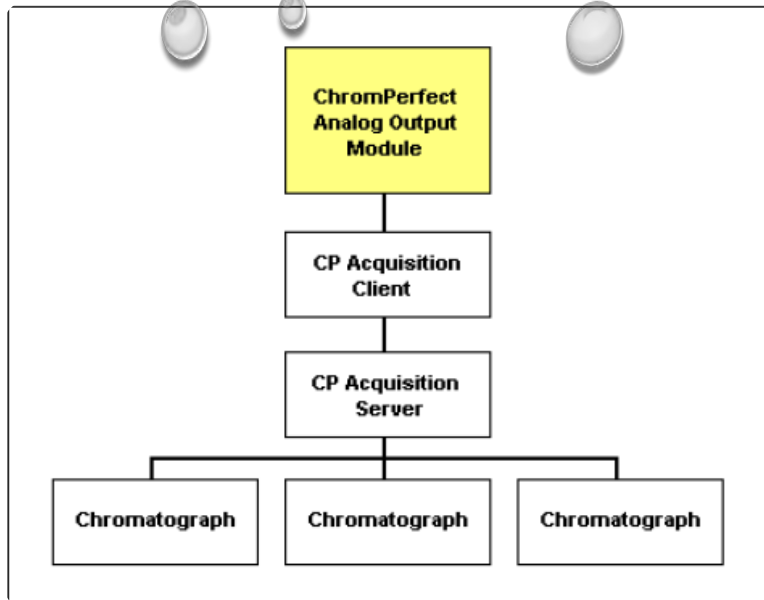 ChromPerfect
Analog Output
Module
CP Acquisition
Client
CP Acquisition
Server
Chromatograph
Chromatograph
Chromatograph